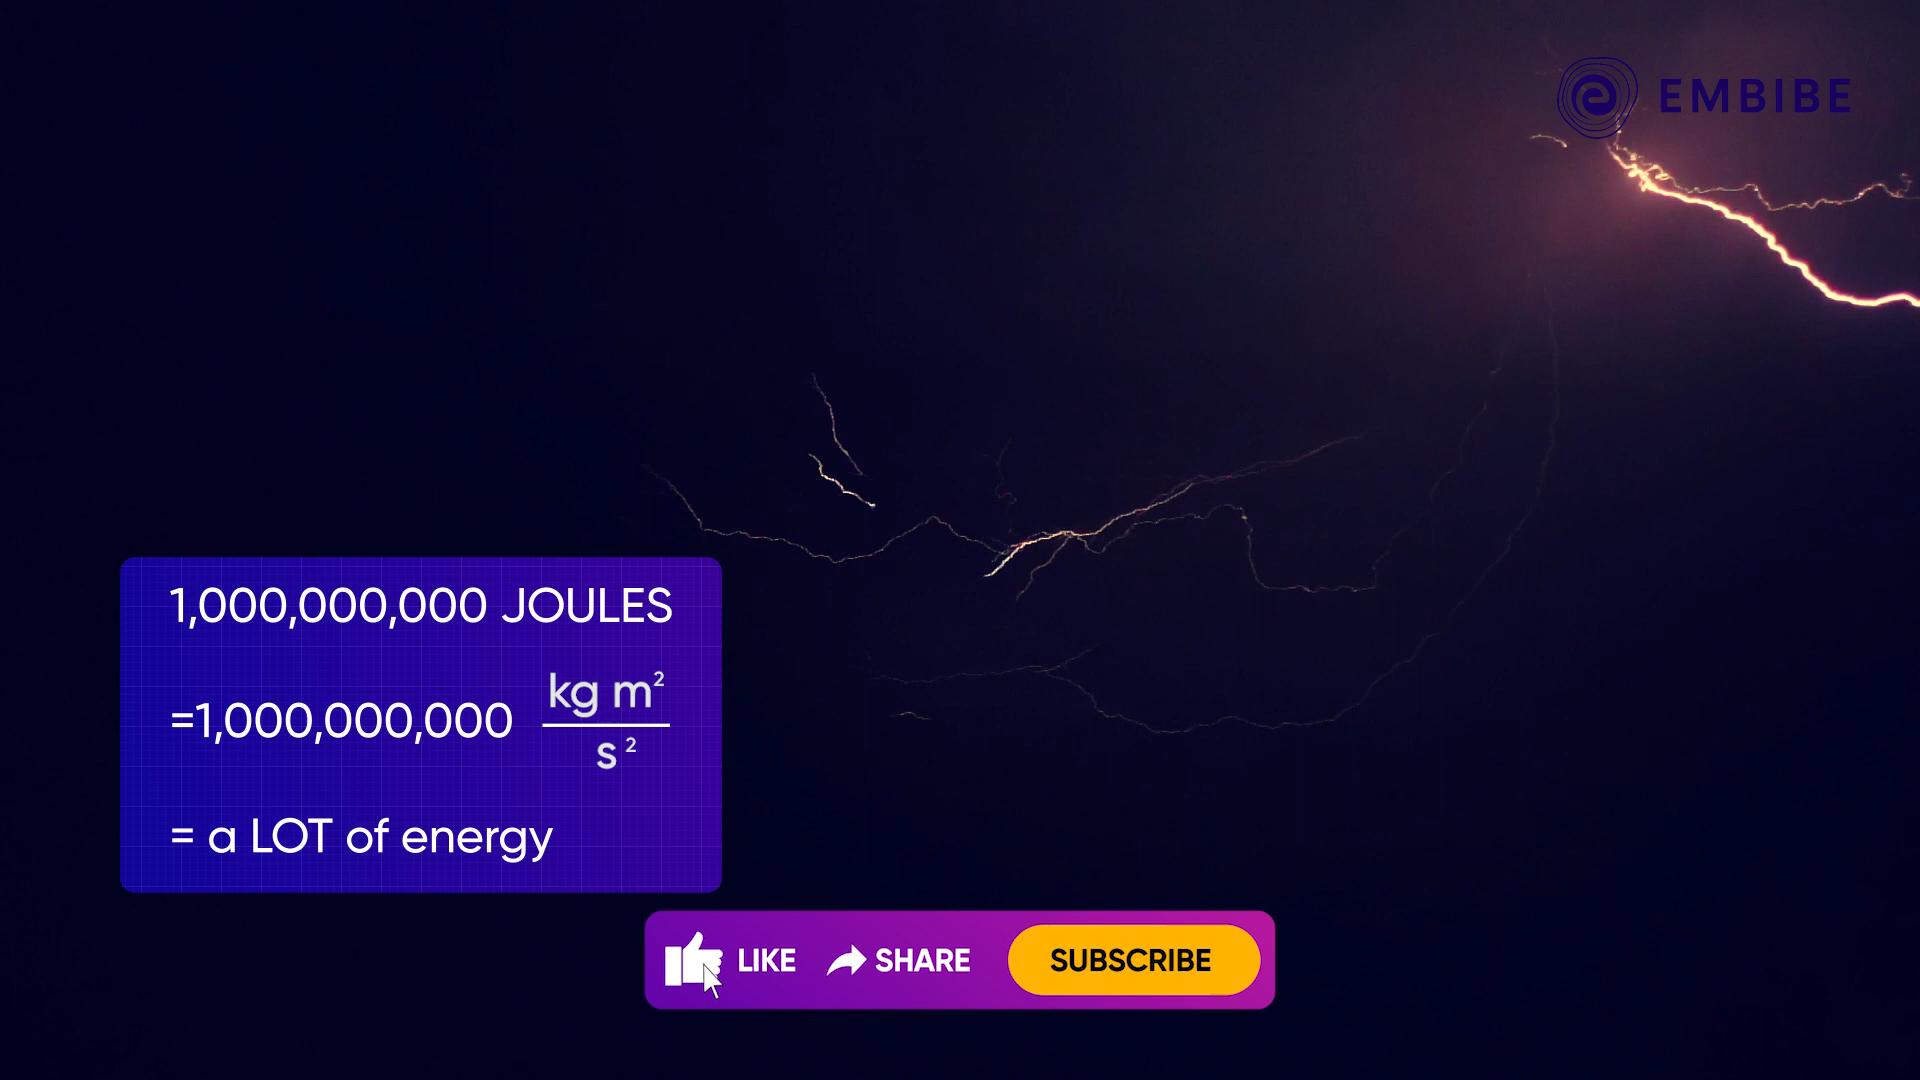 EMBIBE
1,000,000,000 JOULES
=1,000,000,000 kg m²/s²
= a LOT of energy
LIKE SHARE SUBSCRIBE